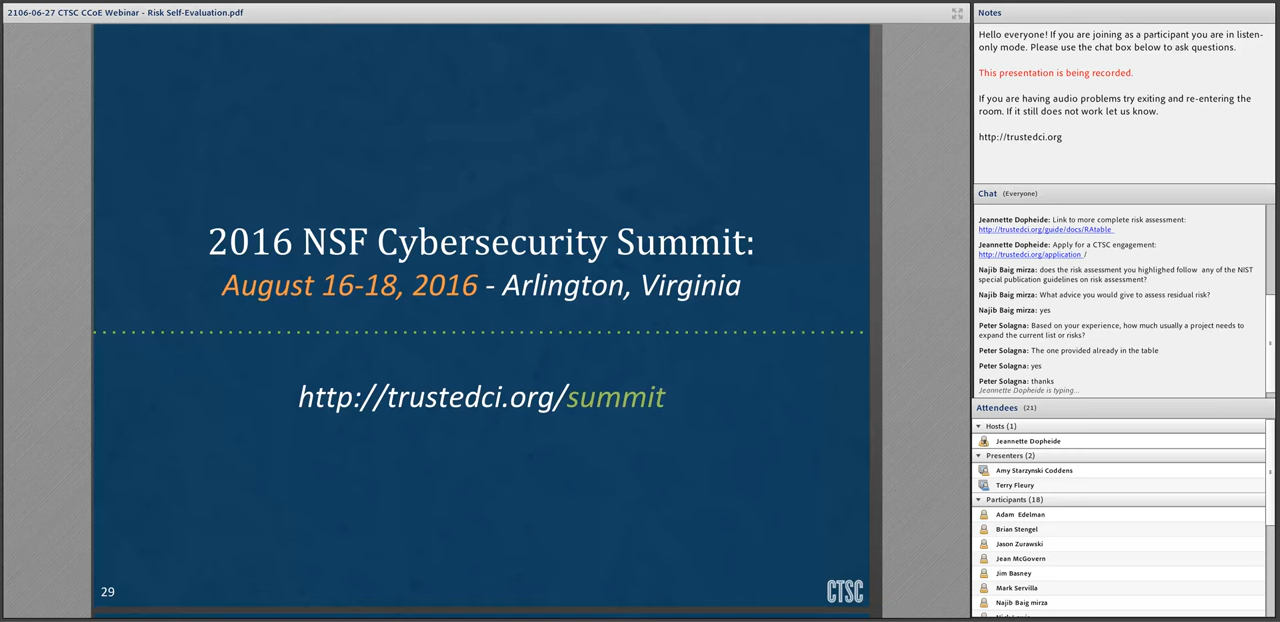 2106-06-27 CTSC CCoE Webinar - Risk Self-Evaluation.pdf
2016 NSF Cybersecurity Summit:
August 16-18, 2016 - Arlington, Virginia
http://trustedci.org/summit
29
CTSC
Notes
Hello everyone! If you are joining as a participant you are in listen-
only mode. Please use the chat box below to ask questions.
This presentation is being recorded.
If you are having audio problems try exiting and re-entering the
room. If it still does not work let us know.
http://trustedci.org
Chat (Everyone)
Jeannette Dopheide: Link to more complete risk assessment:
http://trustedci.org/guide/docs/RAtable
Jeannette Dopheide: Apply for a CTSC engagement:
http://trustedci.org/application /
Najib Baig mirza: does the risk assessment you highlighted follow any of the NIST
special publication guidelines on risk assessment?
Najib Baig mirza: What advice you would give to assess residual risk?
Najib Baig mirza: yes
Peter Solagna: Based on your experience, how much usually a project needs to
expand the current list or risks?
Peter Solagna: The one provided already in the table
Peter Solagna: yes
Peter Solagna: thanks
Jeannette Dopheide is typing...
Attendees (21)
Hosts (1)
Jeannette Dopheide
Presenters (2)
Amy Starzynski Coddens
Terry Fleury
Participants (18)
Adam Edelman
Brian Stengel
Jason Zurawski
Jean McGovern
Jim Basney
Mark Servilla
Najib Baig mirza